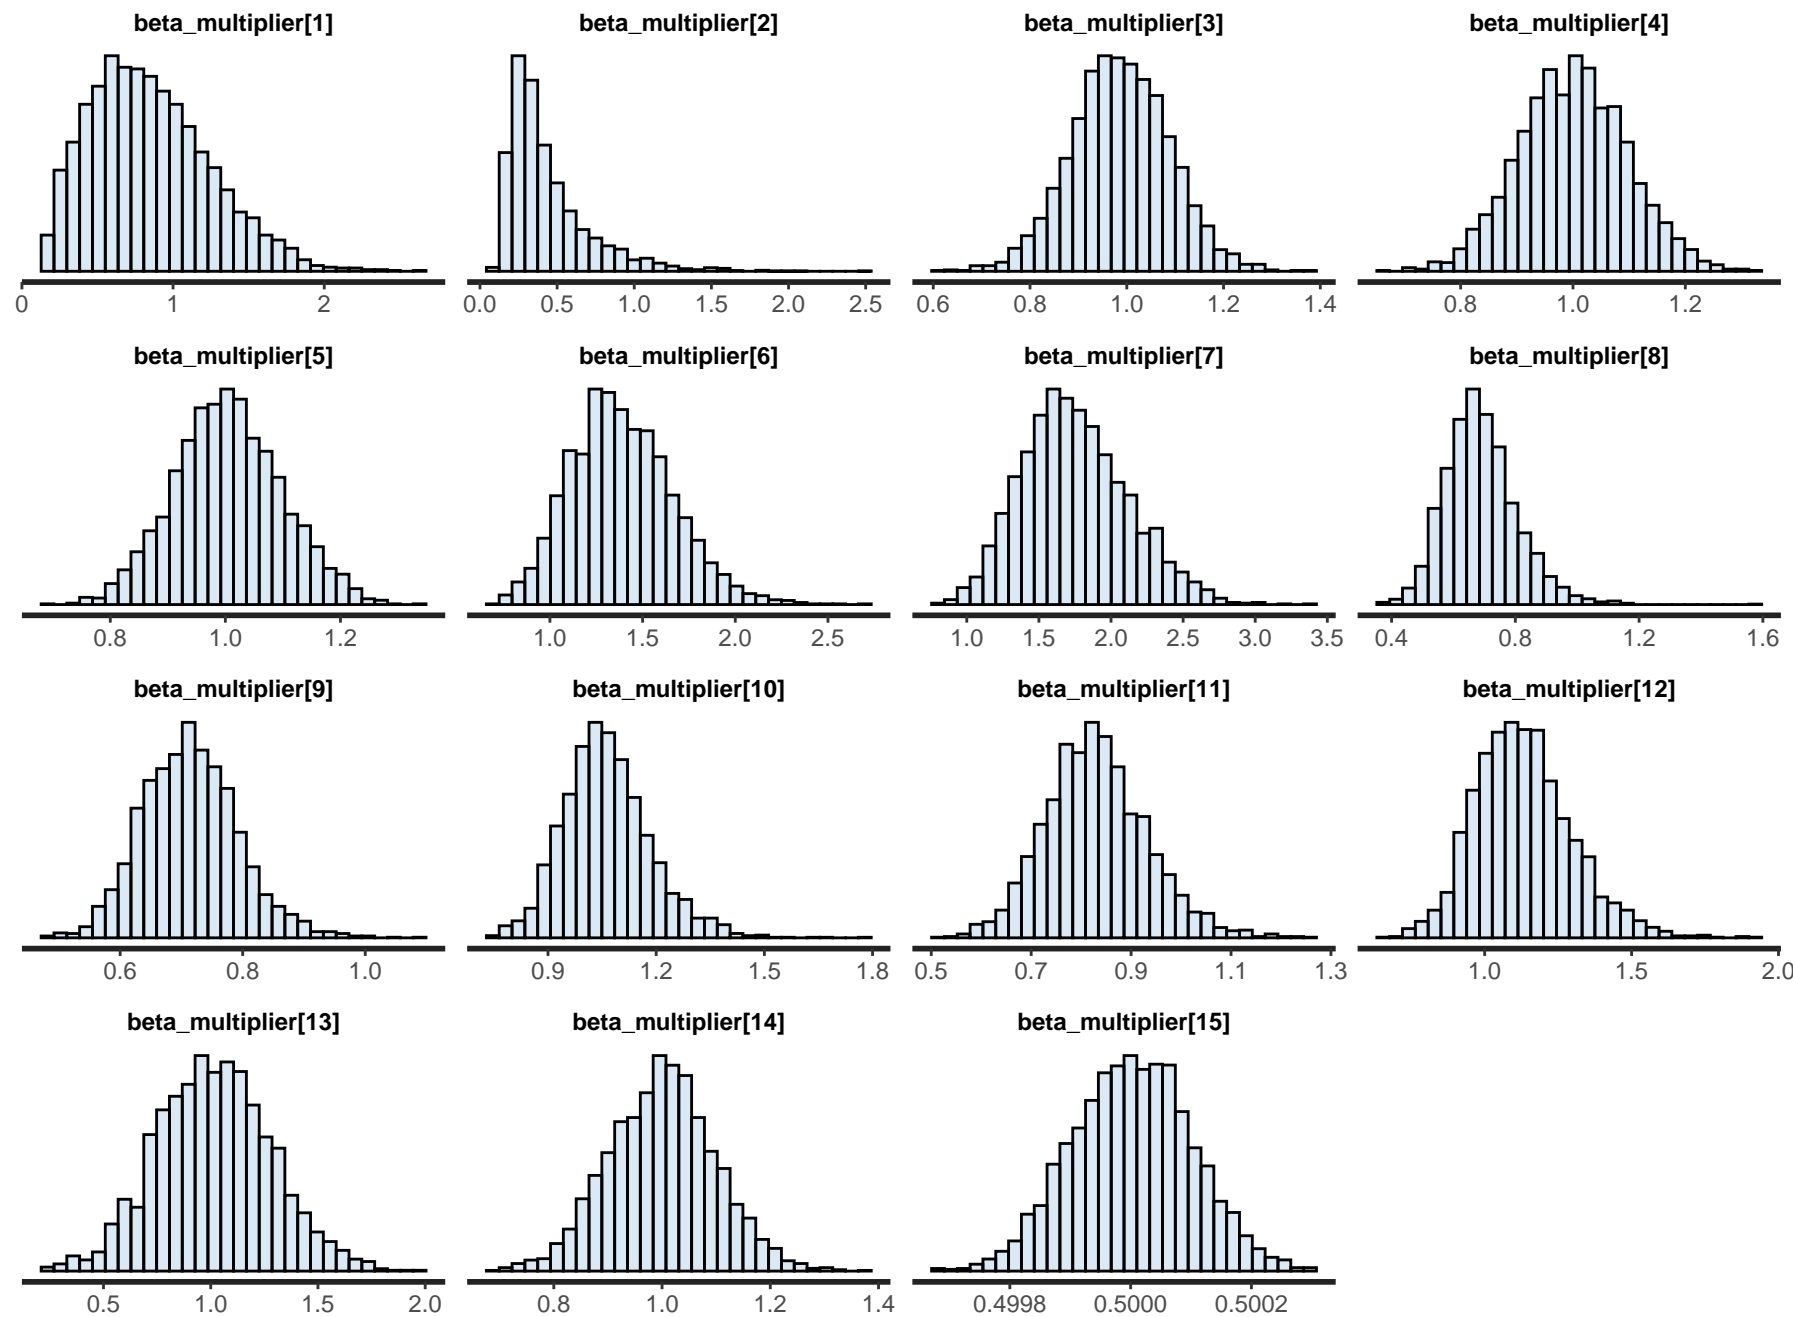 beta_multiplier[1] beta_multiplier[2] beta_multiplier[3] beta_multiplier[4]
0 1 2 0.0 0.5 1.0 1.5 2.0 2.5 0.6 0.8 1.0 1.2 1.4 0.8 1.0 1.2
beta_multiplier[5] beta_multiplier[6] beta_multiplier[7] beta_multiplier[8]
0.8 1.0 1.2 1.0 1.5 2.0 2.5 1.0 1.5 2.0 2.5 3.0 3.5 0.4 0.8 1.2 1.6
beta_multiplier[9] beta_multiplier[10] beta_multiplier[11] beta_multiplier[12]
0.6 0.8 1.0 0.9 1.2 1.5 1.8 0.5 0.7 0.9 1.1 1.3 1.0 1.5 2.0
beta_multiplier[13] beta_multiplier[14] beta_multiplier[15]
0.5 1.0 1.5 2.0 0.8 1.0 1.2 1.4 0.4998 0.5000 0.5002